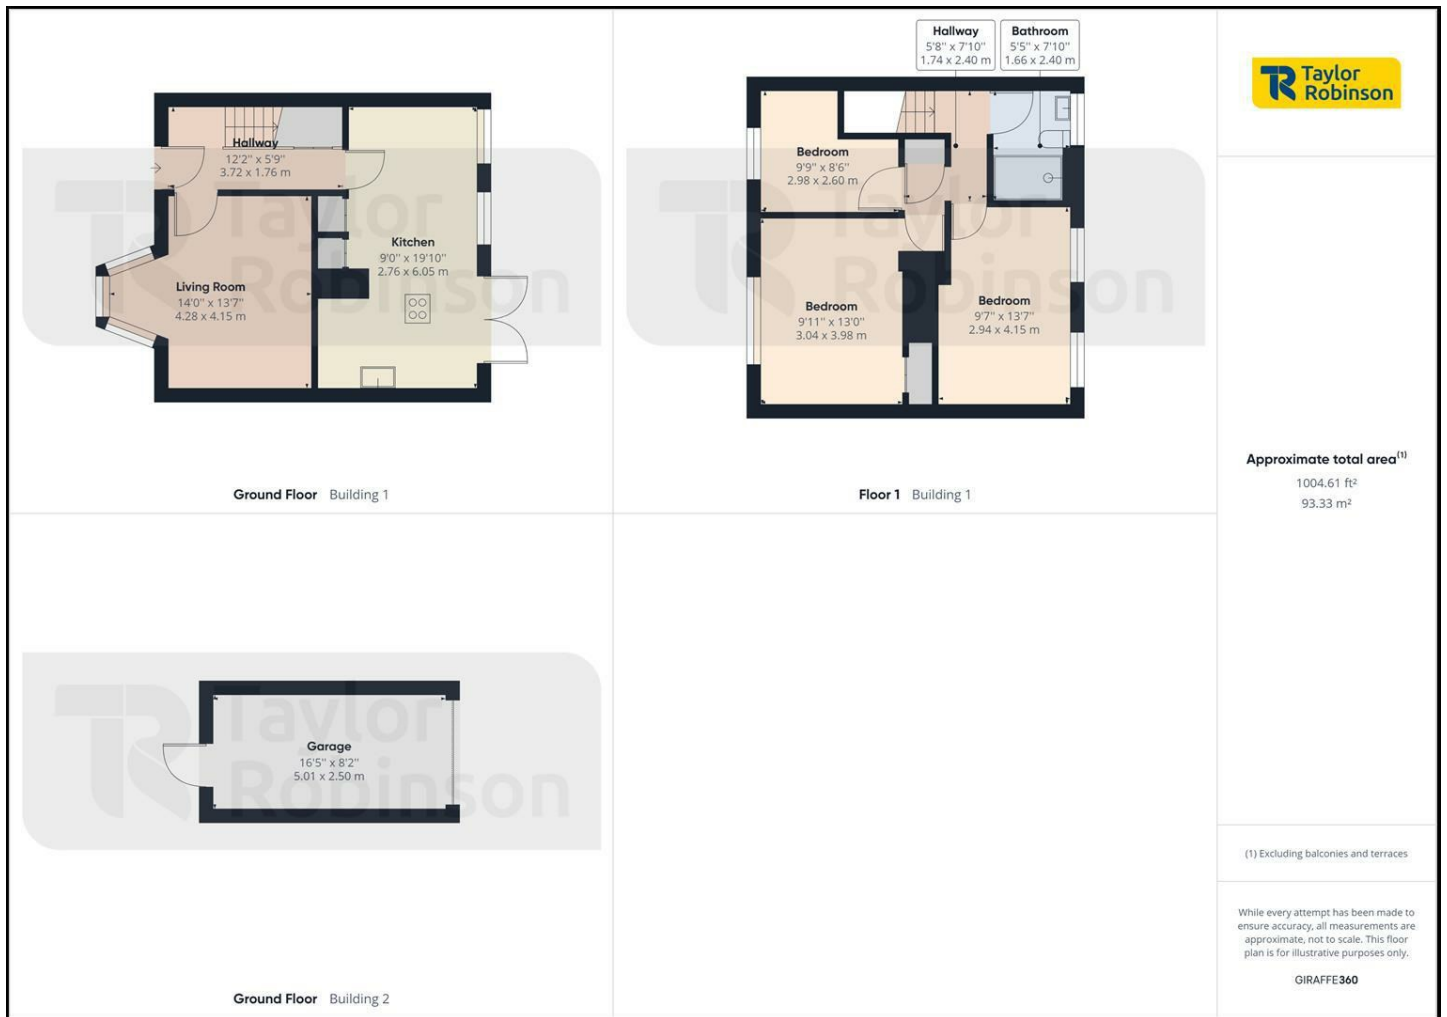 Hallway
5'8" x 7'10"
1.74 x 2.40 m
Bathroom
5'5" x 7'10"
1.66 x 2.40 m
Hallway
12'2" x 5'9"
3.72 x 1.76 m
Kitchen
9'0" x 19'10"
2.76 x 6.05 m
Living Room
14'0" x 13'7"
4.28 x 4.15 m
Taylor
Robinson
Ground Floor Building 1
Bedroom
9'9" x 8'6"
2.98 x 2.60 m
Bedroom
9'11" x 13'0"
3.04 x 3.98 m
Bedroom
9'7" x 13'7"
2.94 x 4.15 m
Taylor
Robinson
Floor 1 Building 1
Garage
16'5" x 8'2"
5.01 x 2.50 m
Taylor
Robinson
Ground Floor Building 2
TR Taylor
Robinson
Approximate total area(1)
1004.61 ft²
93.33 m²
(1) Excluding balconies and terraces
While every attempt has been made to
ensure accuracy, all measurements are
approximate, not to scale. This floor
plan is for illustrative purposes only.
GIRAFFE360